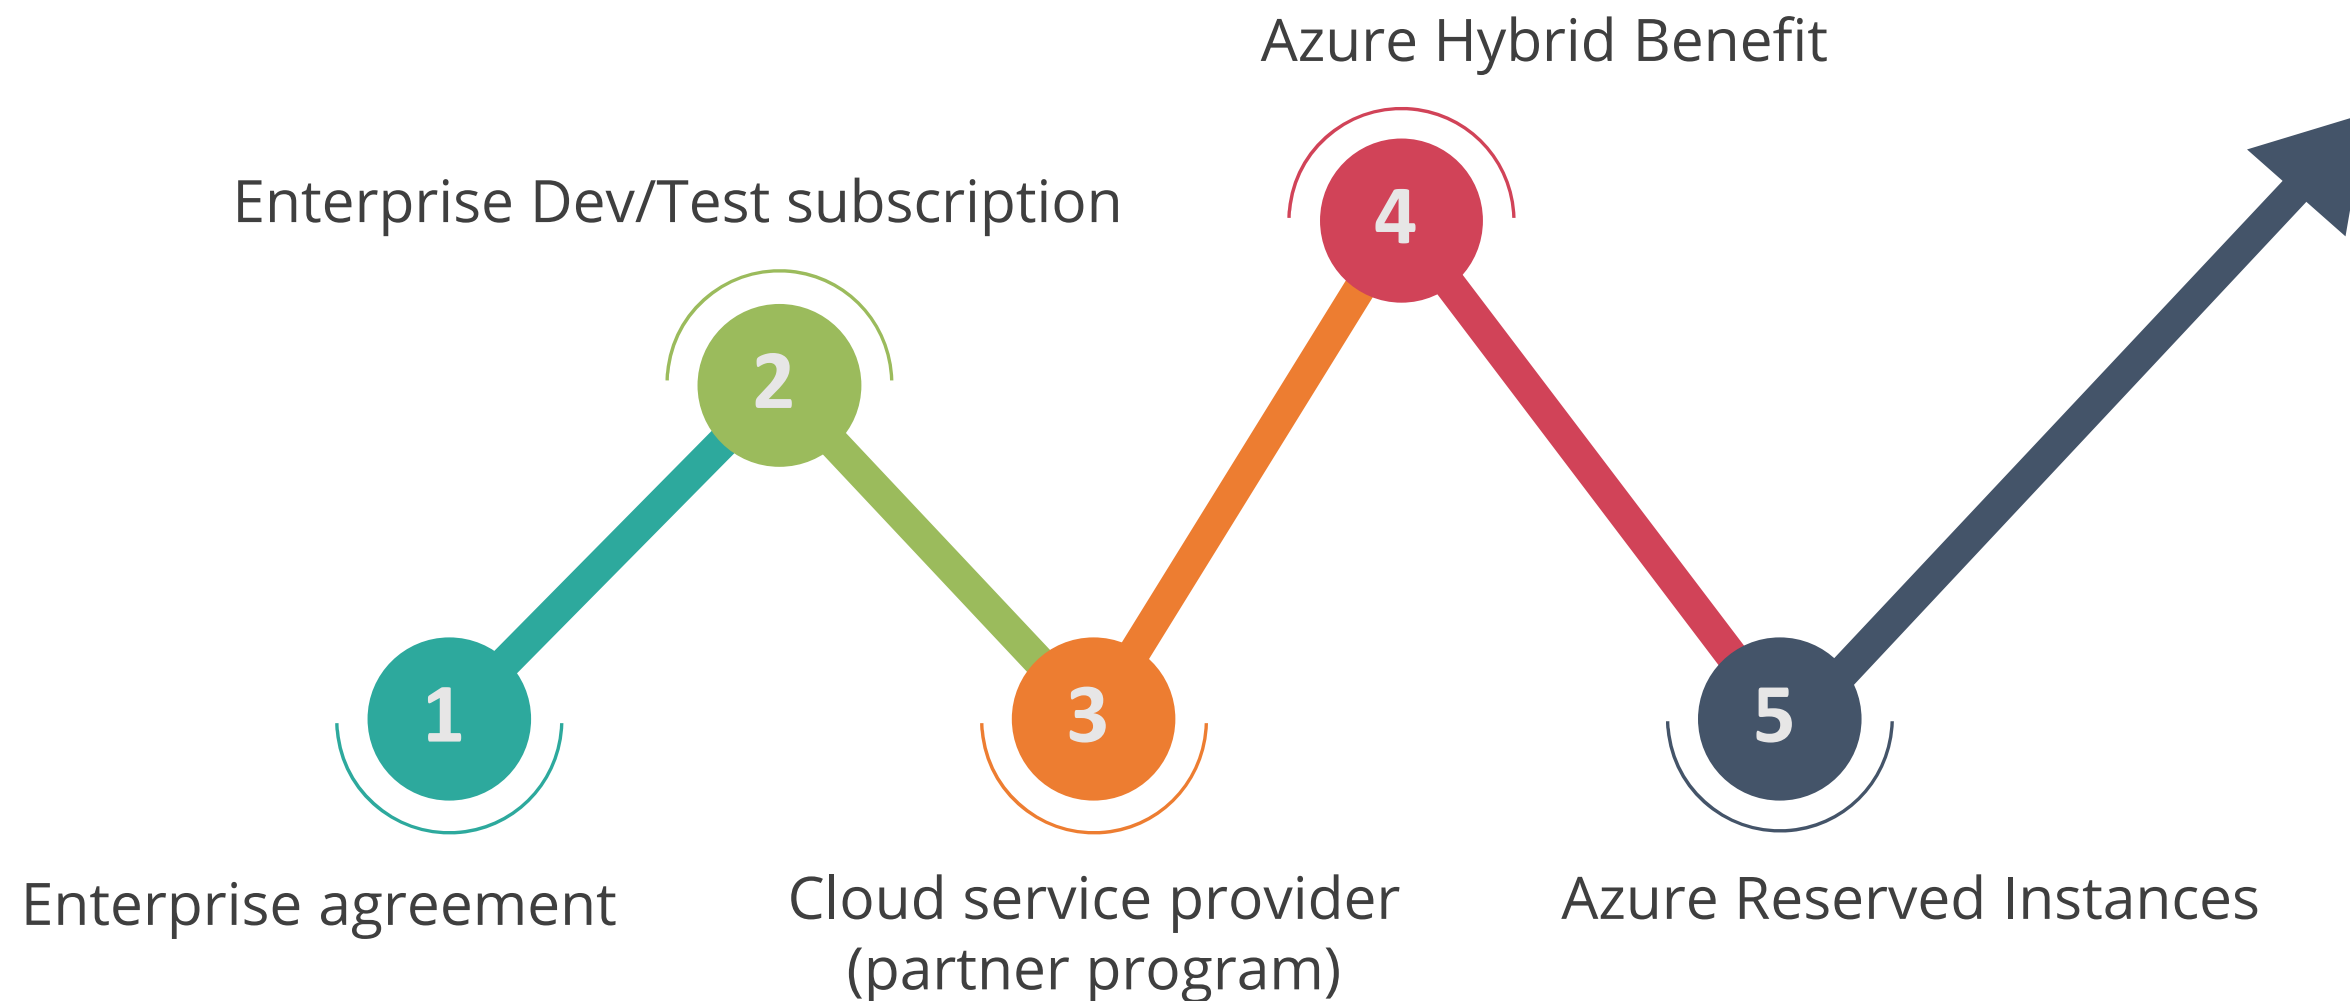 Azure Hybrid Benefit
Enterprise Dev/Test subscription
4
2
1
3
5
Enterprise agreement
Cloud service provider
(partner program)
Azure Reserved Instances